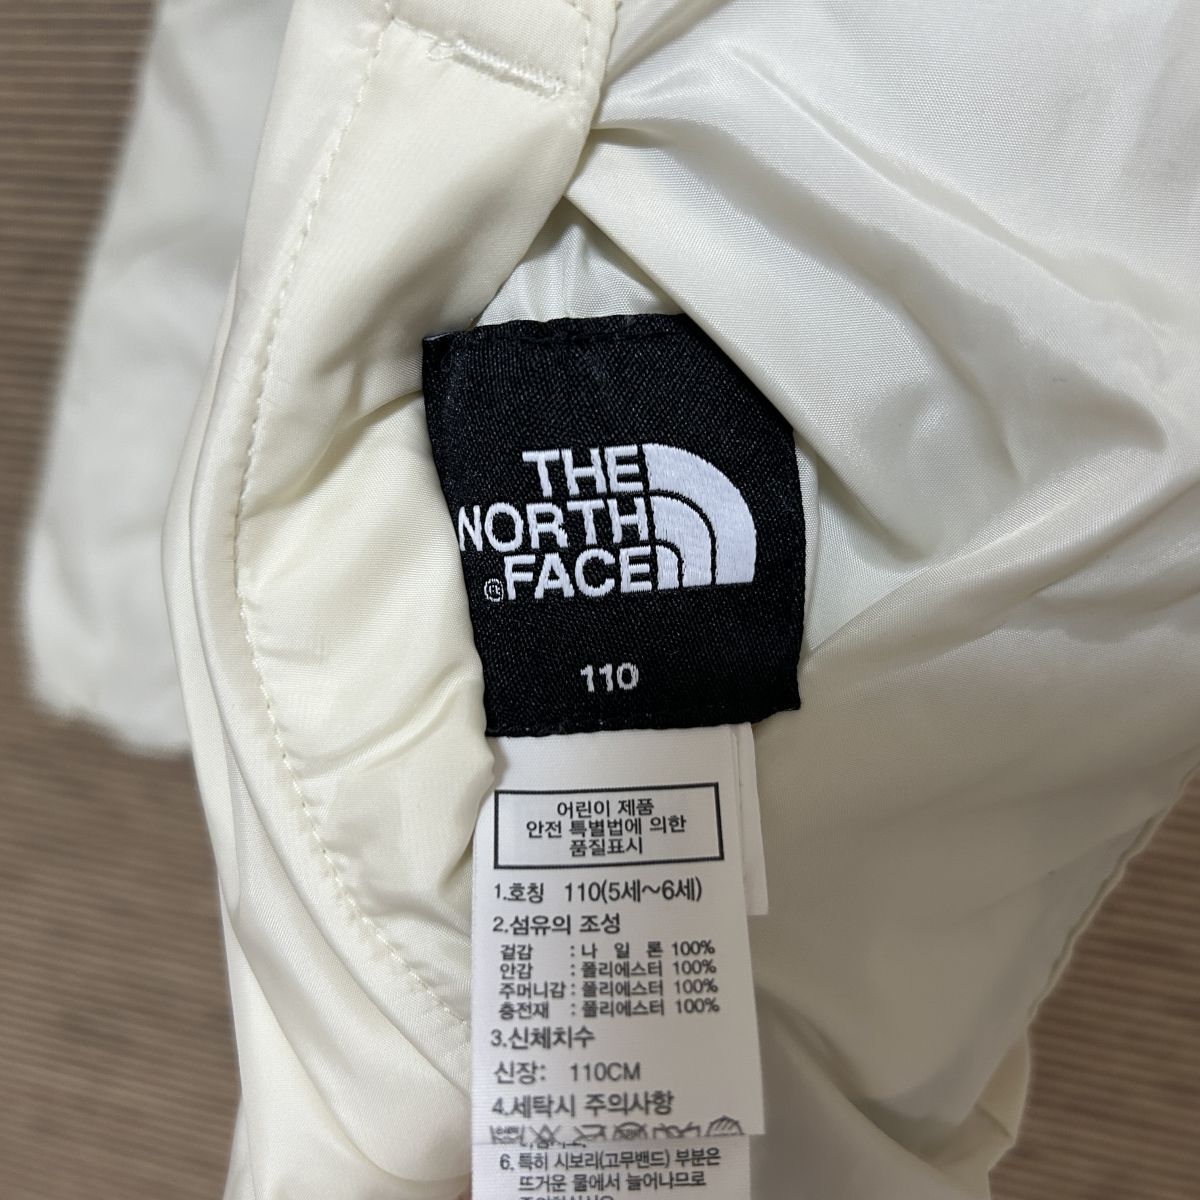 THE
NORTH
FACE
110
어린이 제품
안전 특별법에 의한
품질표시
1.호칭 110(5세~6세)
2.섬유의 조성
겉감 : 나 일 론 100%
안감 : 폴리에스터 100%
주머니감 : 폴리에스터 100%
충전재 : 폴리에스터 100%
3.신체치수
신장: 110CM
4.세탁시 주의사항
6. 특히 시보리(고무밴드) 부분은
뜨거운 물에서 늘어나므로